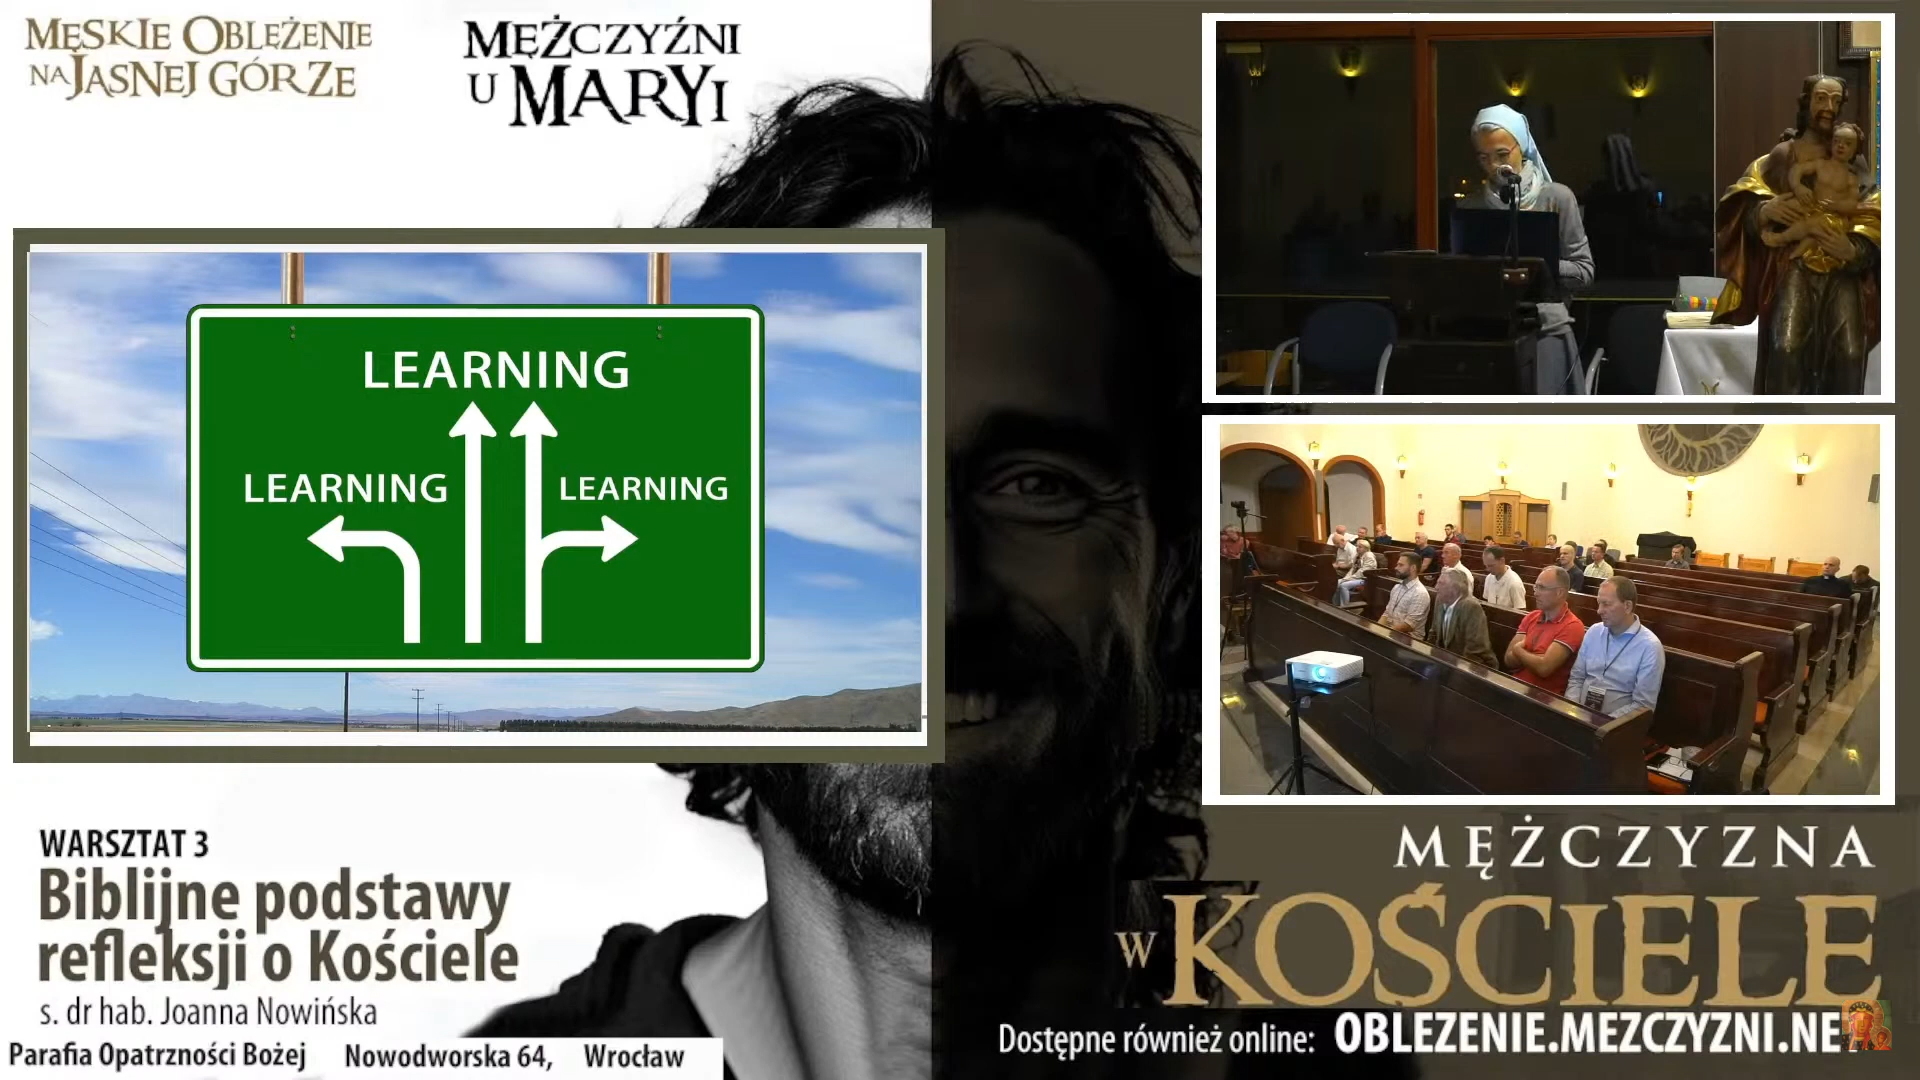 MĘSKIE OBLĘŻENIE
NA JASNEJ GÓRZE
MĘŻCZYŹNI
U MARYI
LEARNING
LEARNING
LEARNING
WARSZTAT 3
Biblijne podstawy
refleksji o Kościele
s. dr hab. Joanna Nowińska
Parafia Opatrzności Bożej Nowodworska 64, Wrocław
MĘŻCZYZNA
W KOŚCIELE
Dostępne również online: OBLEZENIE.MEZCZYZNI.NE